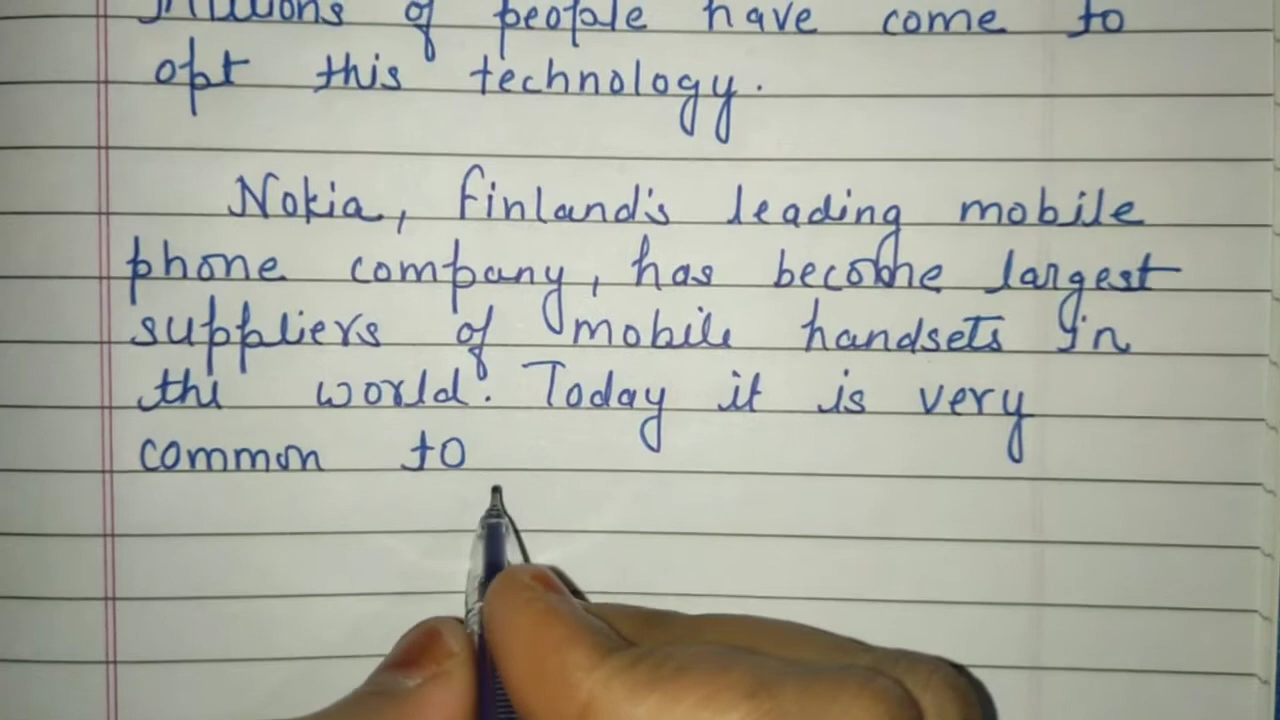 Millions of people have come to
opt this technology.
Nokia, Finland's leading mobile
phone company, has become largest
suppliers of mobile handsets in
the world. Today it is very
common to